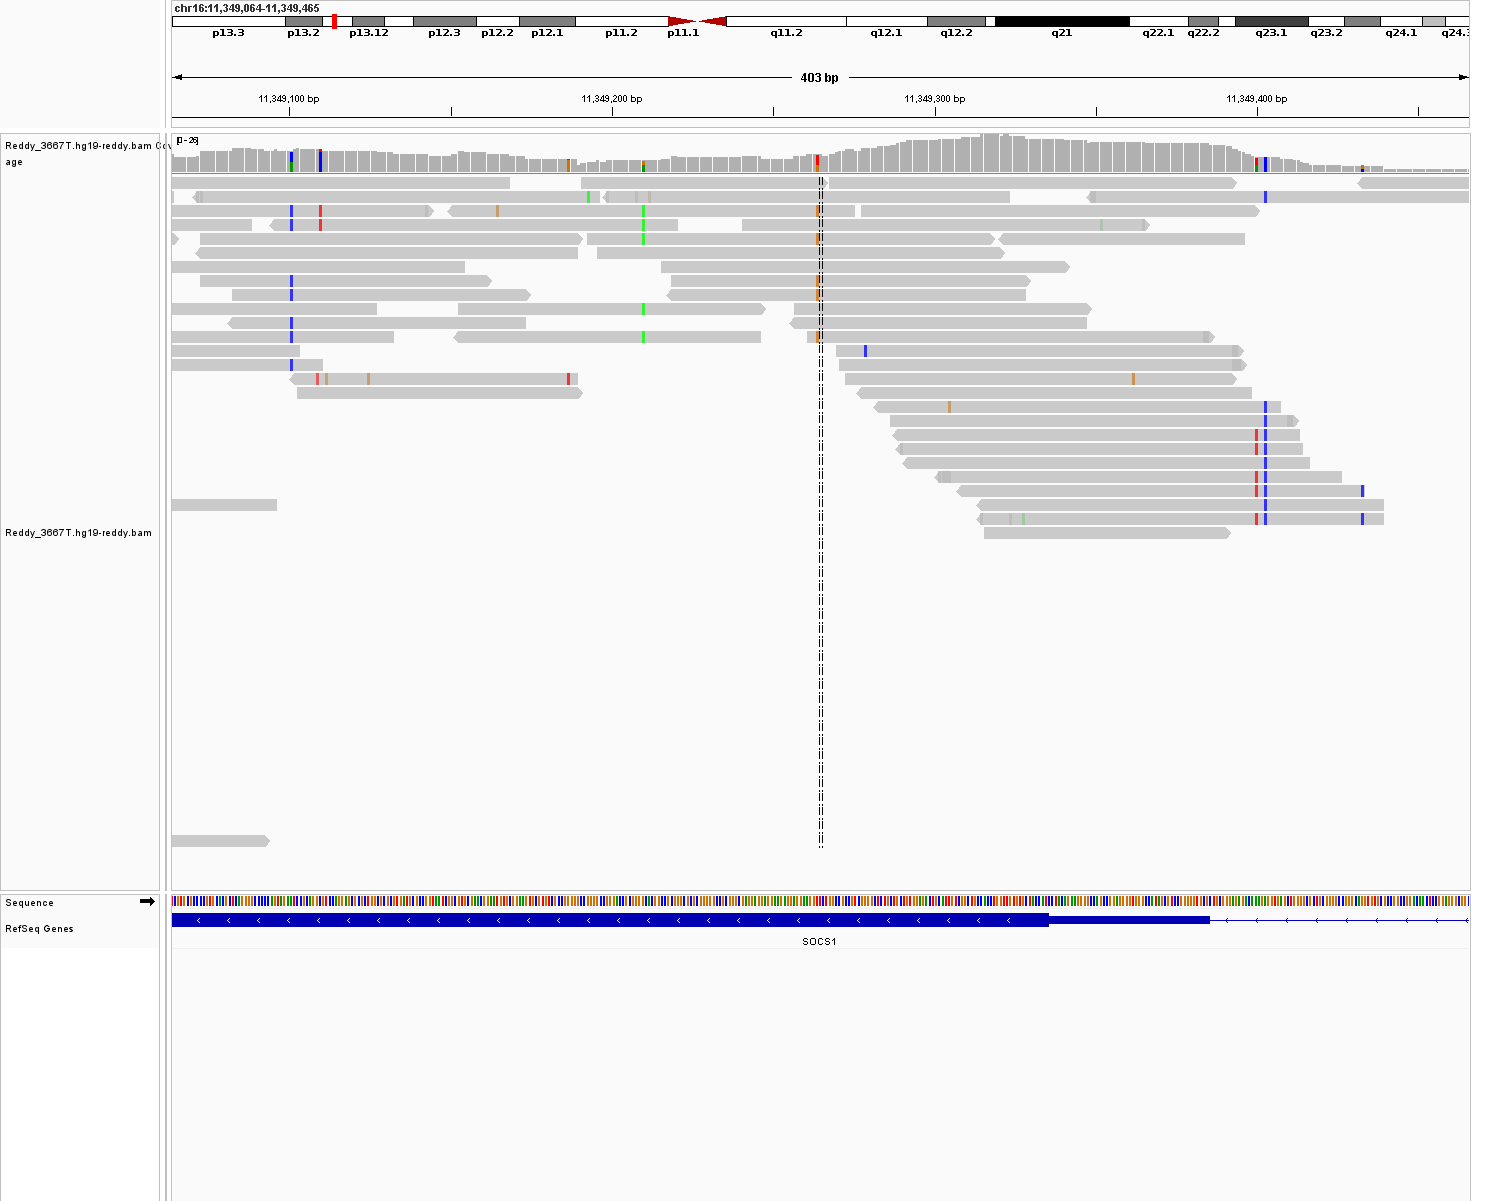 chr16:11,349,064-11,349,465
p13.3 p13.2 p13.12 p12.3 p12.2 p12.1 p11.2 p11.1 q11.2 q12.1 q12.2 q21 q22.1 q22.2 q23.1 q23.2 q24.1 q24.3
403 bp
11,349,100 bp 11,349,200 bp 11,349,300 bp 11,349,400 bp
Reddy_3667T.hg19-reddy.bam Cov
age
[0-26]
Reddy_3667T.hg19-reddy.bam
Sequence
RefSeq Genes
SOCS1